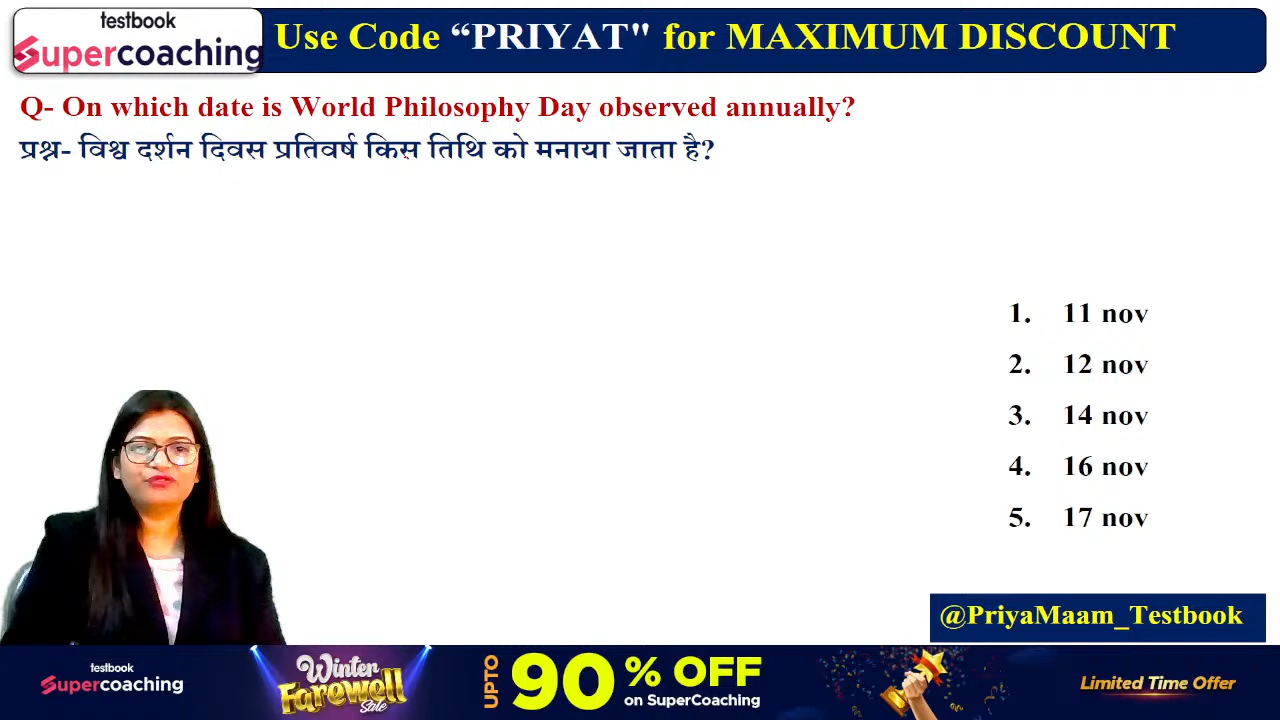 testbook
Supercoaching
Use Code “PRIYAT" for MAXIMUM DISCOUNT
Q- On which date is World Philosophy Day observed annually?
प्रश्न- विश्व दर्शन दिवस प्रतिवर्ष किस तिथि को मनाया जाता है?
1. 11 nov
2. 12 nov
3. 14 nov
4. 16 nov
5. 17 nov
@PriyaMaam_Testbook
testbook
Supercoaching
Winter
Farewell
Sale
UPTO 90% OFF
on SuperCoaching
Limited Time Offer